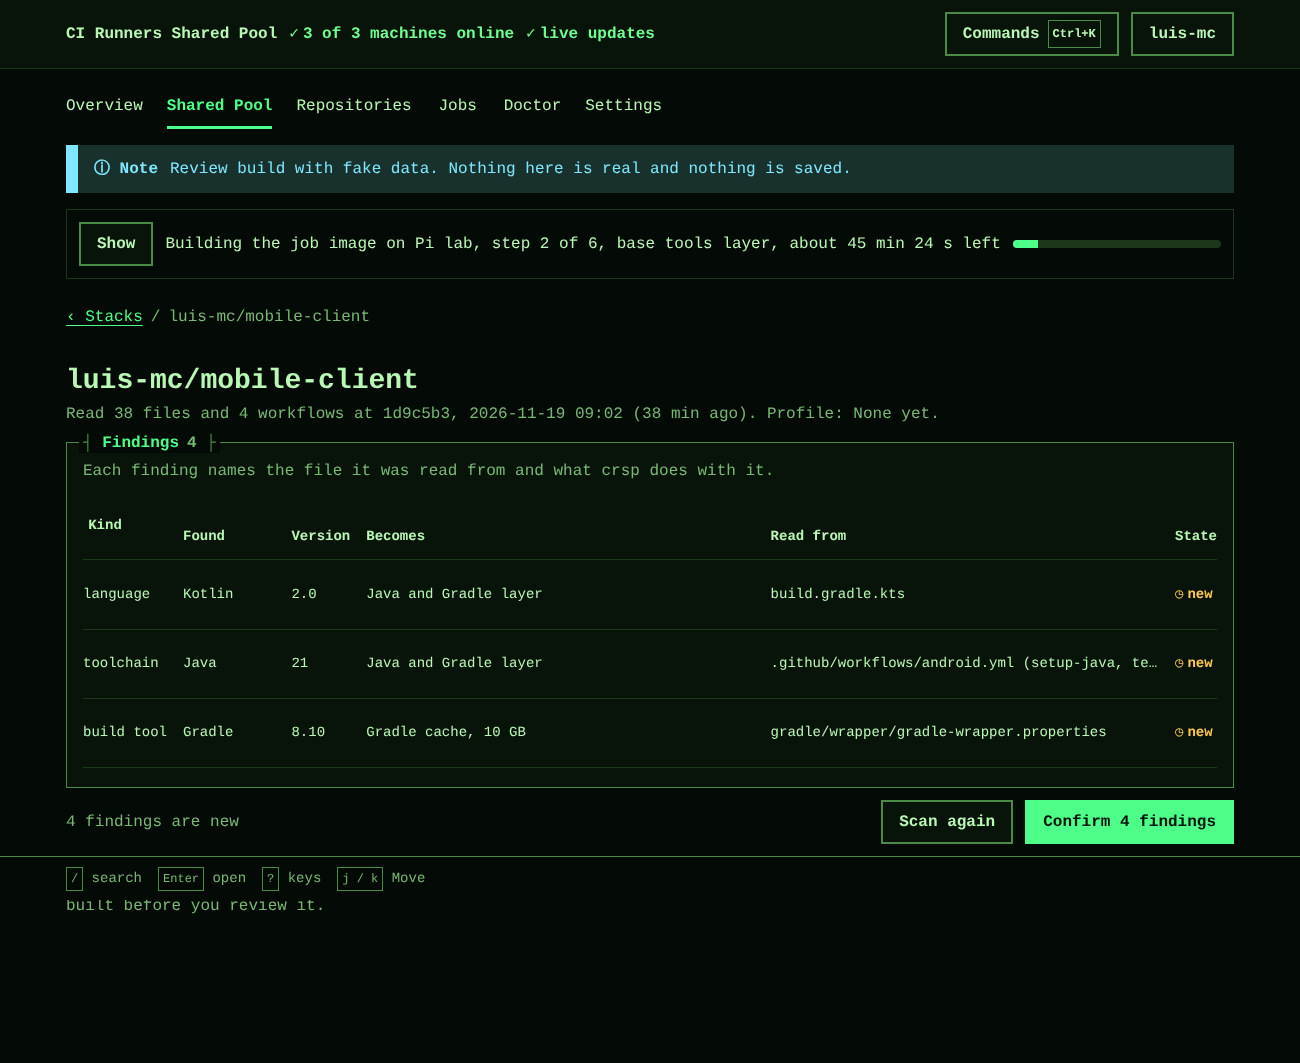 CI Runners Shared Pool ✓ 3 of 3 machines online ✓ live updates Commands Ctrl+K luis-mc
Overview Shared Pool Repositories Jobs Doctor Settings
ⓘ Note Review build with fake data. Nothing here is real and nothing is saved.
Show Building the job image on Pi lab, step 2 of 6, base tools layer, about 45 min 24 s left
‹ Stacks / luis-mc/mobile-client
luis-mc/mobile-client
Read 38 files and 4 workflows at 1d9c5b3, 2026-11-19 09:02 (38 min ago). Profile: None yet.
┤ Findings 4 ├
Each finding names the file it was read from and what crsp does with it.
Kind Found Version Becomes Read from State
language Kotlin 2.0 Java and Gradle layer build.gradle.kts ◷ new
toolchain Java 21 Java and Gradle layer .github/workflows/android.yml (setup-java, te… ◷ new
build tool Gradle 8.10 Gradle cache, 10 GB gradle/wrapper/gradle-wrapper.properties ◷ new
4 findings are new Scan again Confirm 4 findings
/ search Enter open ? keys j / k Move
built before you review it.